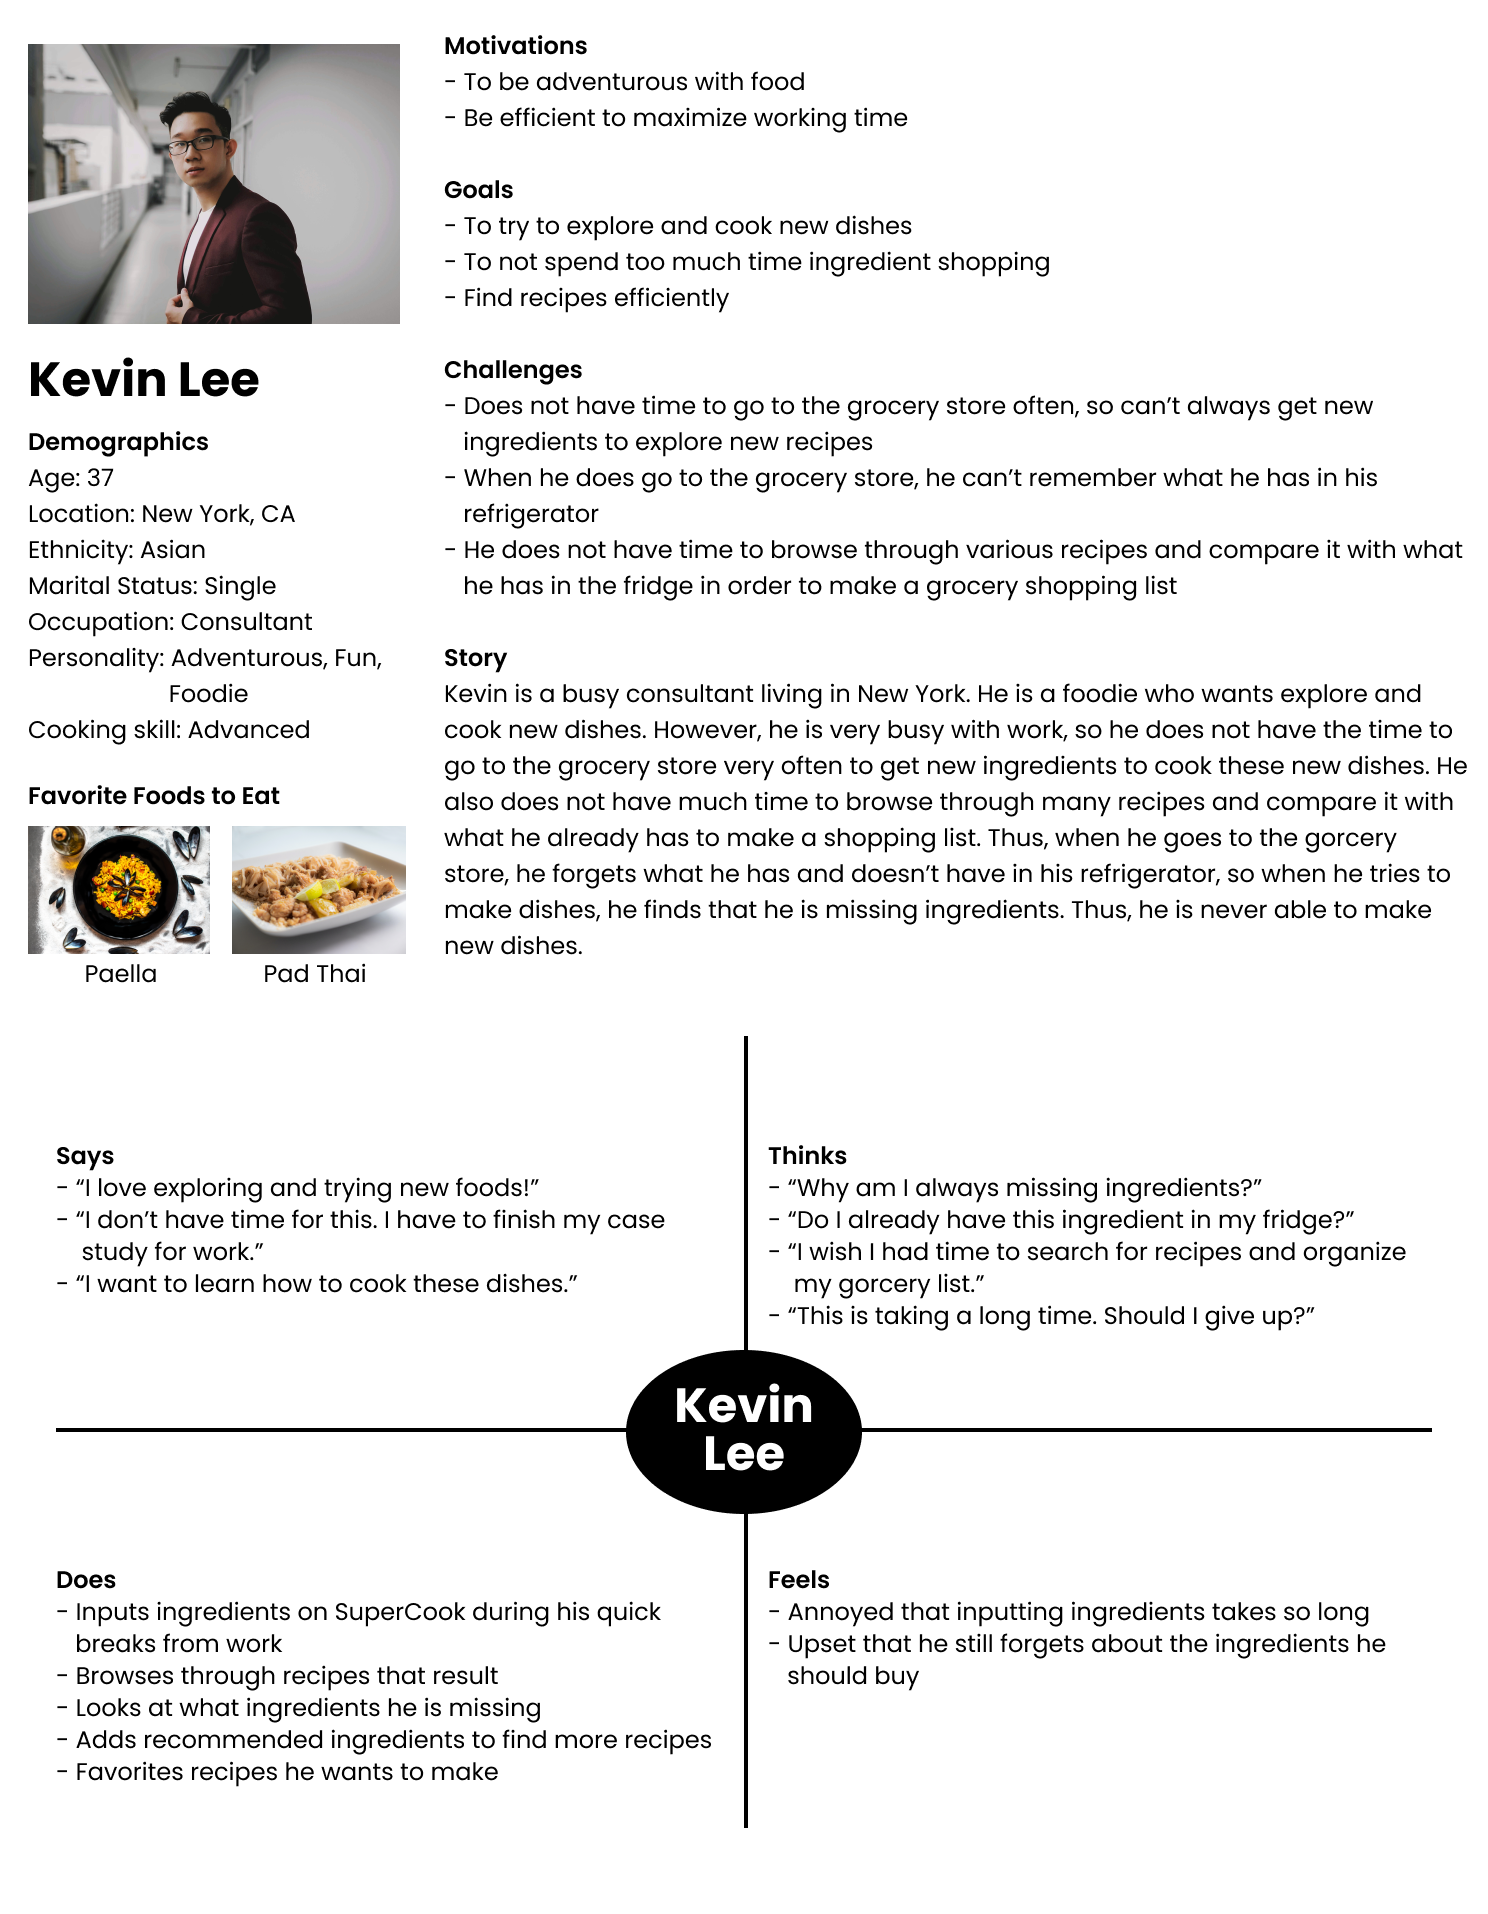 Kevin Lee
Demographics
Age: 37
Location: New York, CA
Ethnicity: Asian
Marital Status: Single
Occupation: Consultant
Personality: Adventurous, Fun,
Foodie
Cooking skill: Advanced
Favorite Foods to Eat
Paella
Pad Thai
Motivations
- To be adventurous with food
- Be efficient to maximize working time
Goals
- To try to explore and cook new dishes
- To not spend too much time ingredient shopping
- Find recipes efficiently
Challenges
- Does not have time to go to the grocery store often, so can’t always get new
ingredients to explore new recipes
- When he does go to the grocery store, he can’t remember what he has in his
refrigerator
- He does not have time to browse through various recipes and compare it with what
he has in the fridge in order to make a grocery shopping list
Story
Kevin is a busy consultant living in New York. He is a foodie who wants explore and
cook new dishes. However, he is very busy with work, so he does not have the time to
go to the grocery store very often to get new ingredients to cook these new dishes. He
also does not have much time to browse through many recipes and compare it with
what he already has to make a shopping list. Thus, when he goes to the gorcery
store, he forgets what he has and doesn’t have in his refrigerator, so when he tries to
make dishes, he finds that he is missing ingredients. Thus, he is never able to make
new dishes.
Says
- “I love exploring and trying new foods!”
- “I don’t have time for this. I have to finish my case
study for work.”
- “I want to learn how to cook these dishes.”
Thinks
- “Why am I always missing ingredients?”
- “Do I already have this ingredient in my fridge?”
- “I wish I had time to search for recipes and organize
my gorcery list.”
- “This is taking a long time. Should I give up?”
Kevin
Lee
Does
- Inputs ingredients on SuperCook during his quick
breaks from work
- Browses through recipes that result
- Looks at what ingredients he is missing
- Adds recommended ingredients to find more recipes
- Favorites recipes he wants to make
Feels
- Annoyed that inputting ingredients takes so long
- Upset that he still forgets about the ingredients he
should buy